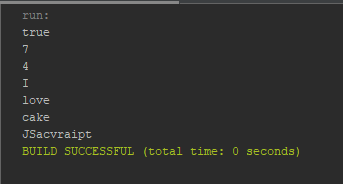 run:
true
7
4
I
love
cake
JSacvraipt
BUILD SUCCESSFUL (total time: 0 seconds)